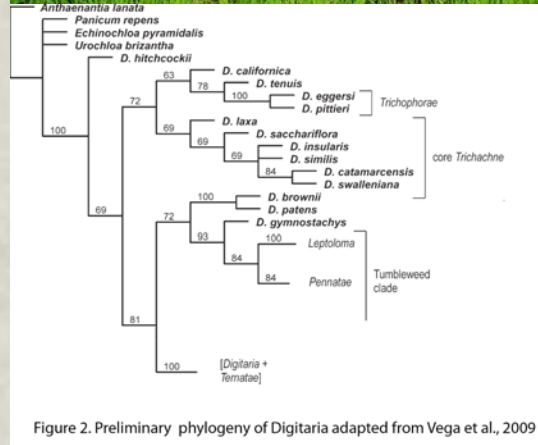 Anthaenantia lanata
Panicum repens
Echinochloa pyramidalis
Urochloa brizantha
D. hitchcockii
63
D. californica
D. tenuis
78
72
100
D. eggersi
D. pittieri
Trichophorae
100
D. laxa
69
69
D. sacchariflora
D. insularis
69
D. similis
core Trichachne
84
D. catamarcensis
D. swalleniana
100
D. brownii
69
72
D. patens
D. gymnostachys
93
100
Leptoloma
84
Tumbleweed
clade
84
Pennatae
81
100
[Digitaria +
Ternatae]
Figure 2. Preliminary phylogeny of Digitaria adapted from Vega et al., 2009